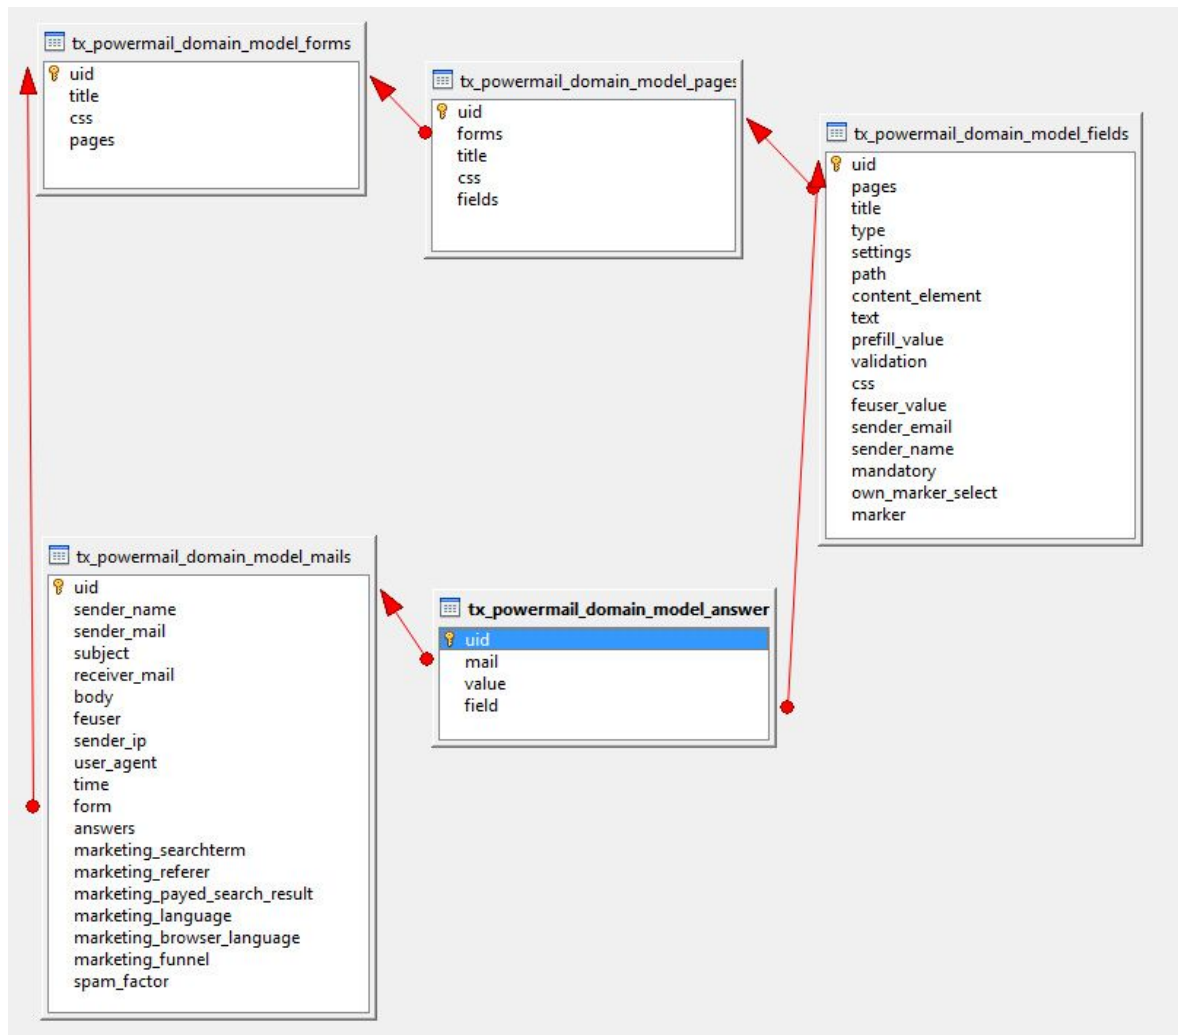 tx_powermail_domain_model_forms
uid
title
css
pages
tx_powermail_domain_model_pages
uid
forms
title
css
fields
tx_powermail_domain_model_fields
uid
pages
title
type
settings
path
content_element
text
prefill_value
validation
css
feuser_value
sender_email
sender_name
mandatory
own_marker_select
marker
tx_powermail_domain_model_mails
uid
sender_name
sender_mail
subject
receiver_mail
body
feuser
sender_ip
user_agent
time
form
answers
marketing_searchterm
marketing_referer
marketing_payed_search_result
marketing_language
marketing_browser_language
marketing_funnel
spam_factor
tx_powermail_domain_model_answer
uid
mail
value
field